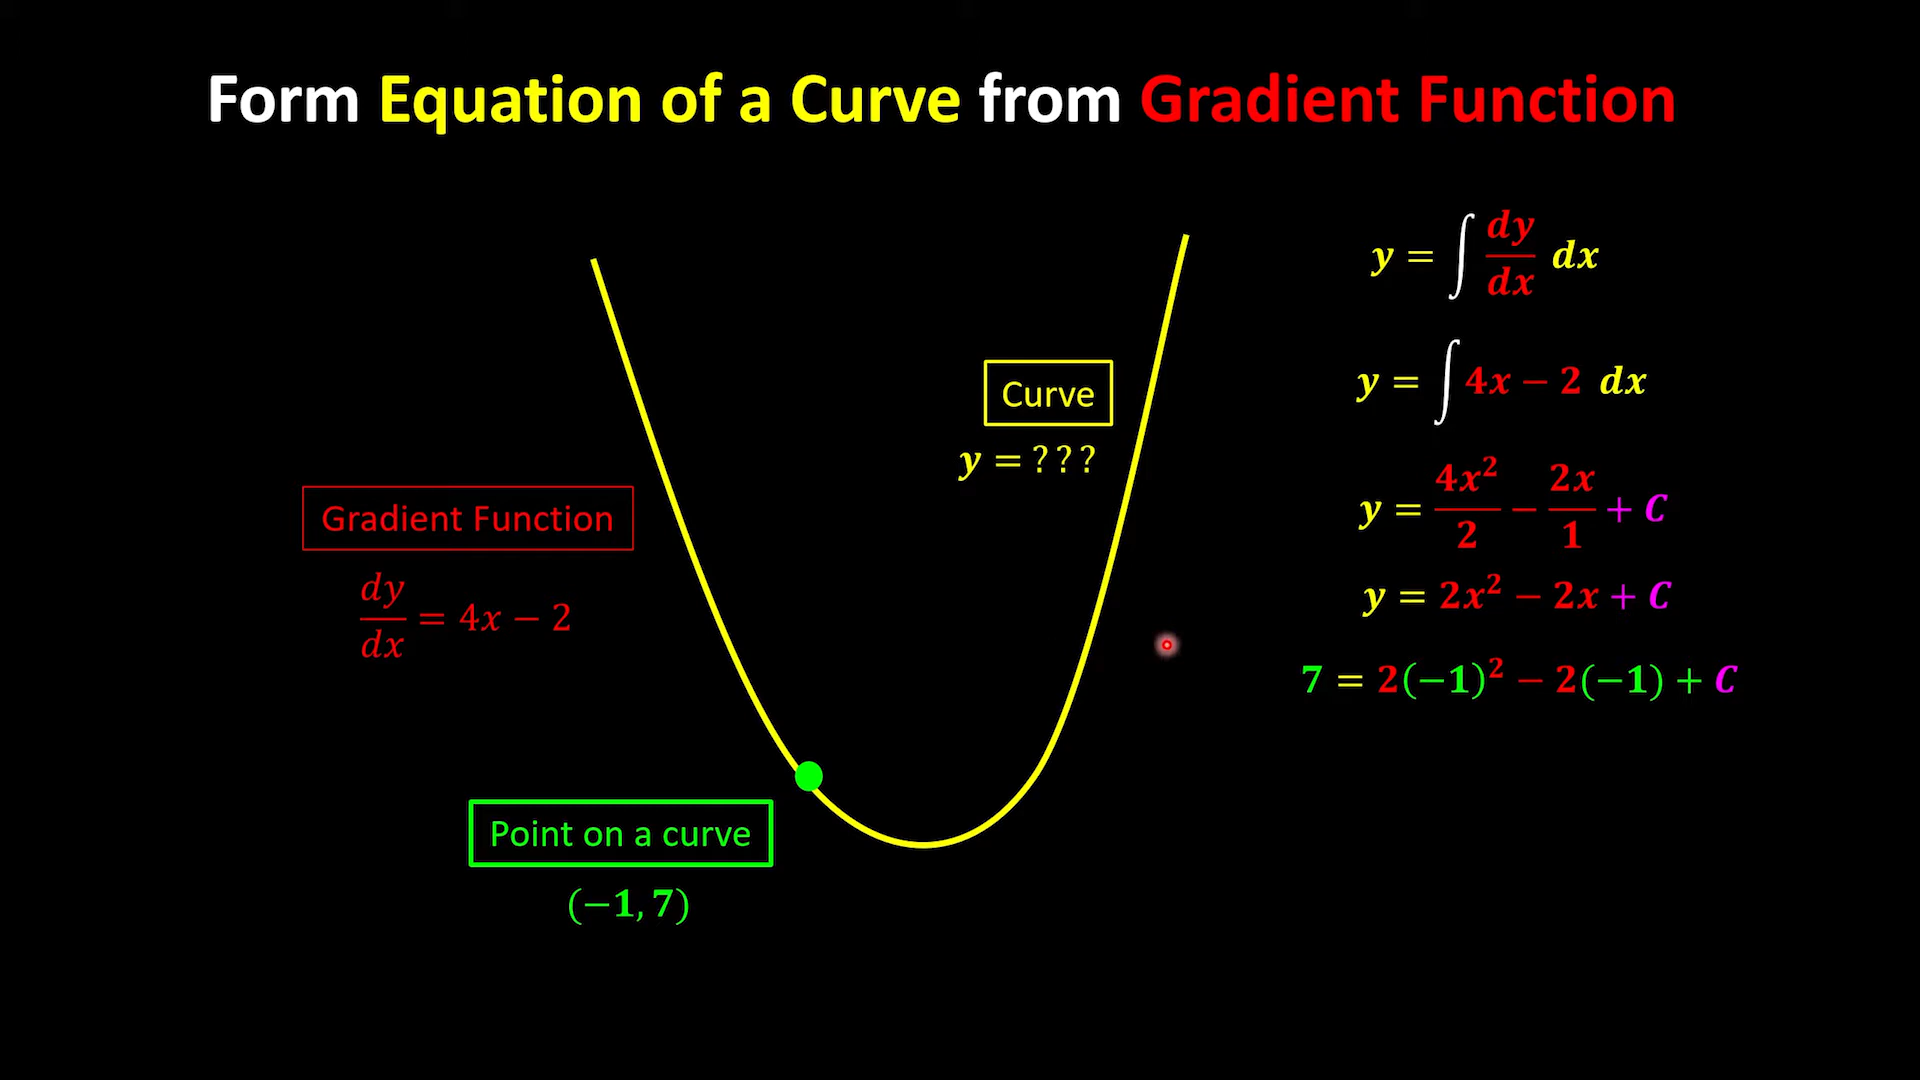 Form Equation of a Curve from Gradient Function
y = ∫ dy/dx dx
Curve
y = ∫ 4x − 2 dx
y = ???
Gradient Function
y = 4x²/2 − 2x/1 + C
dy/dx = 4x − 2
y = 2x² − 2x + C
7 = 2(−1)² − 2(−1) + C
Point on a curve
(−1, 7)